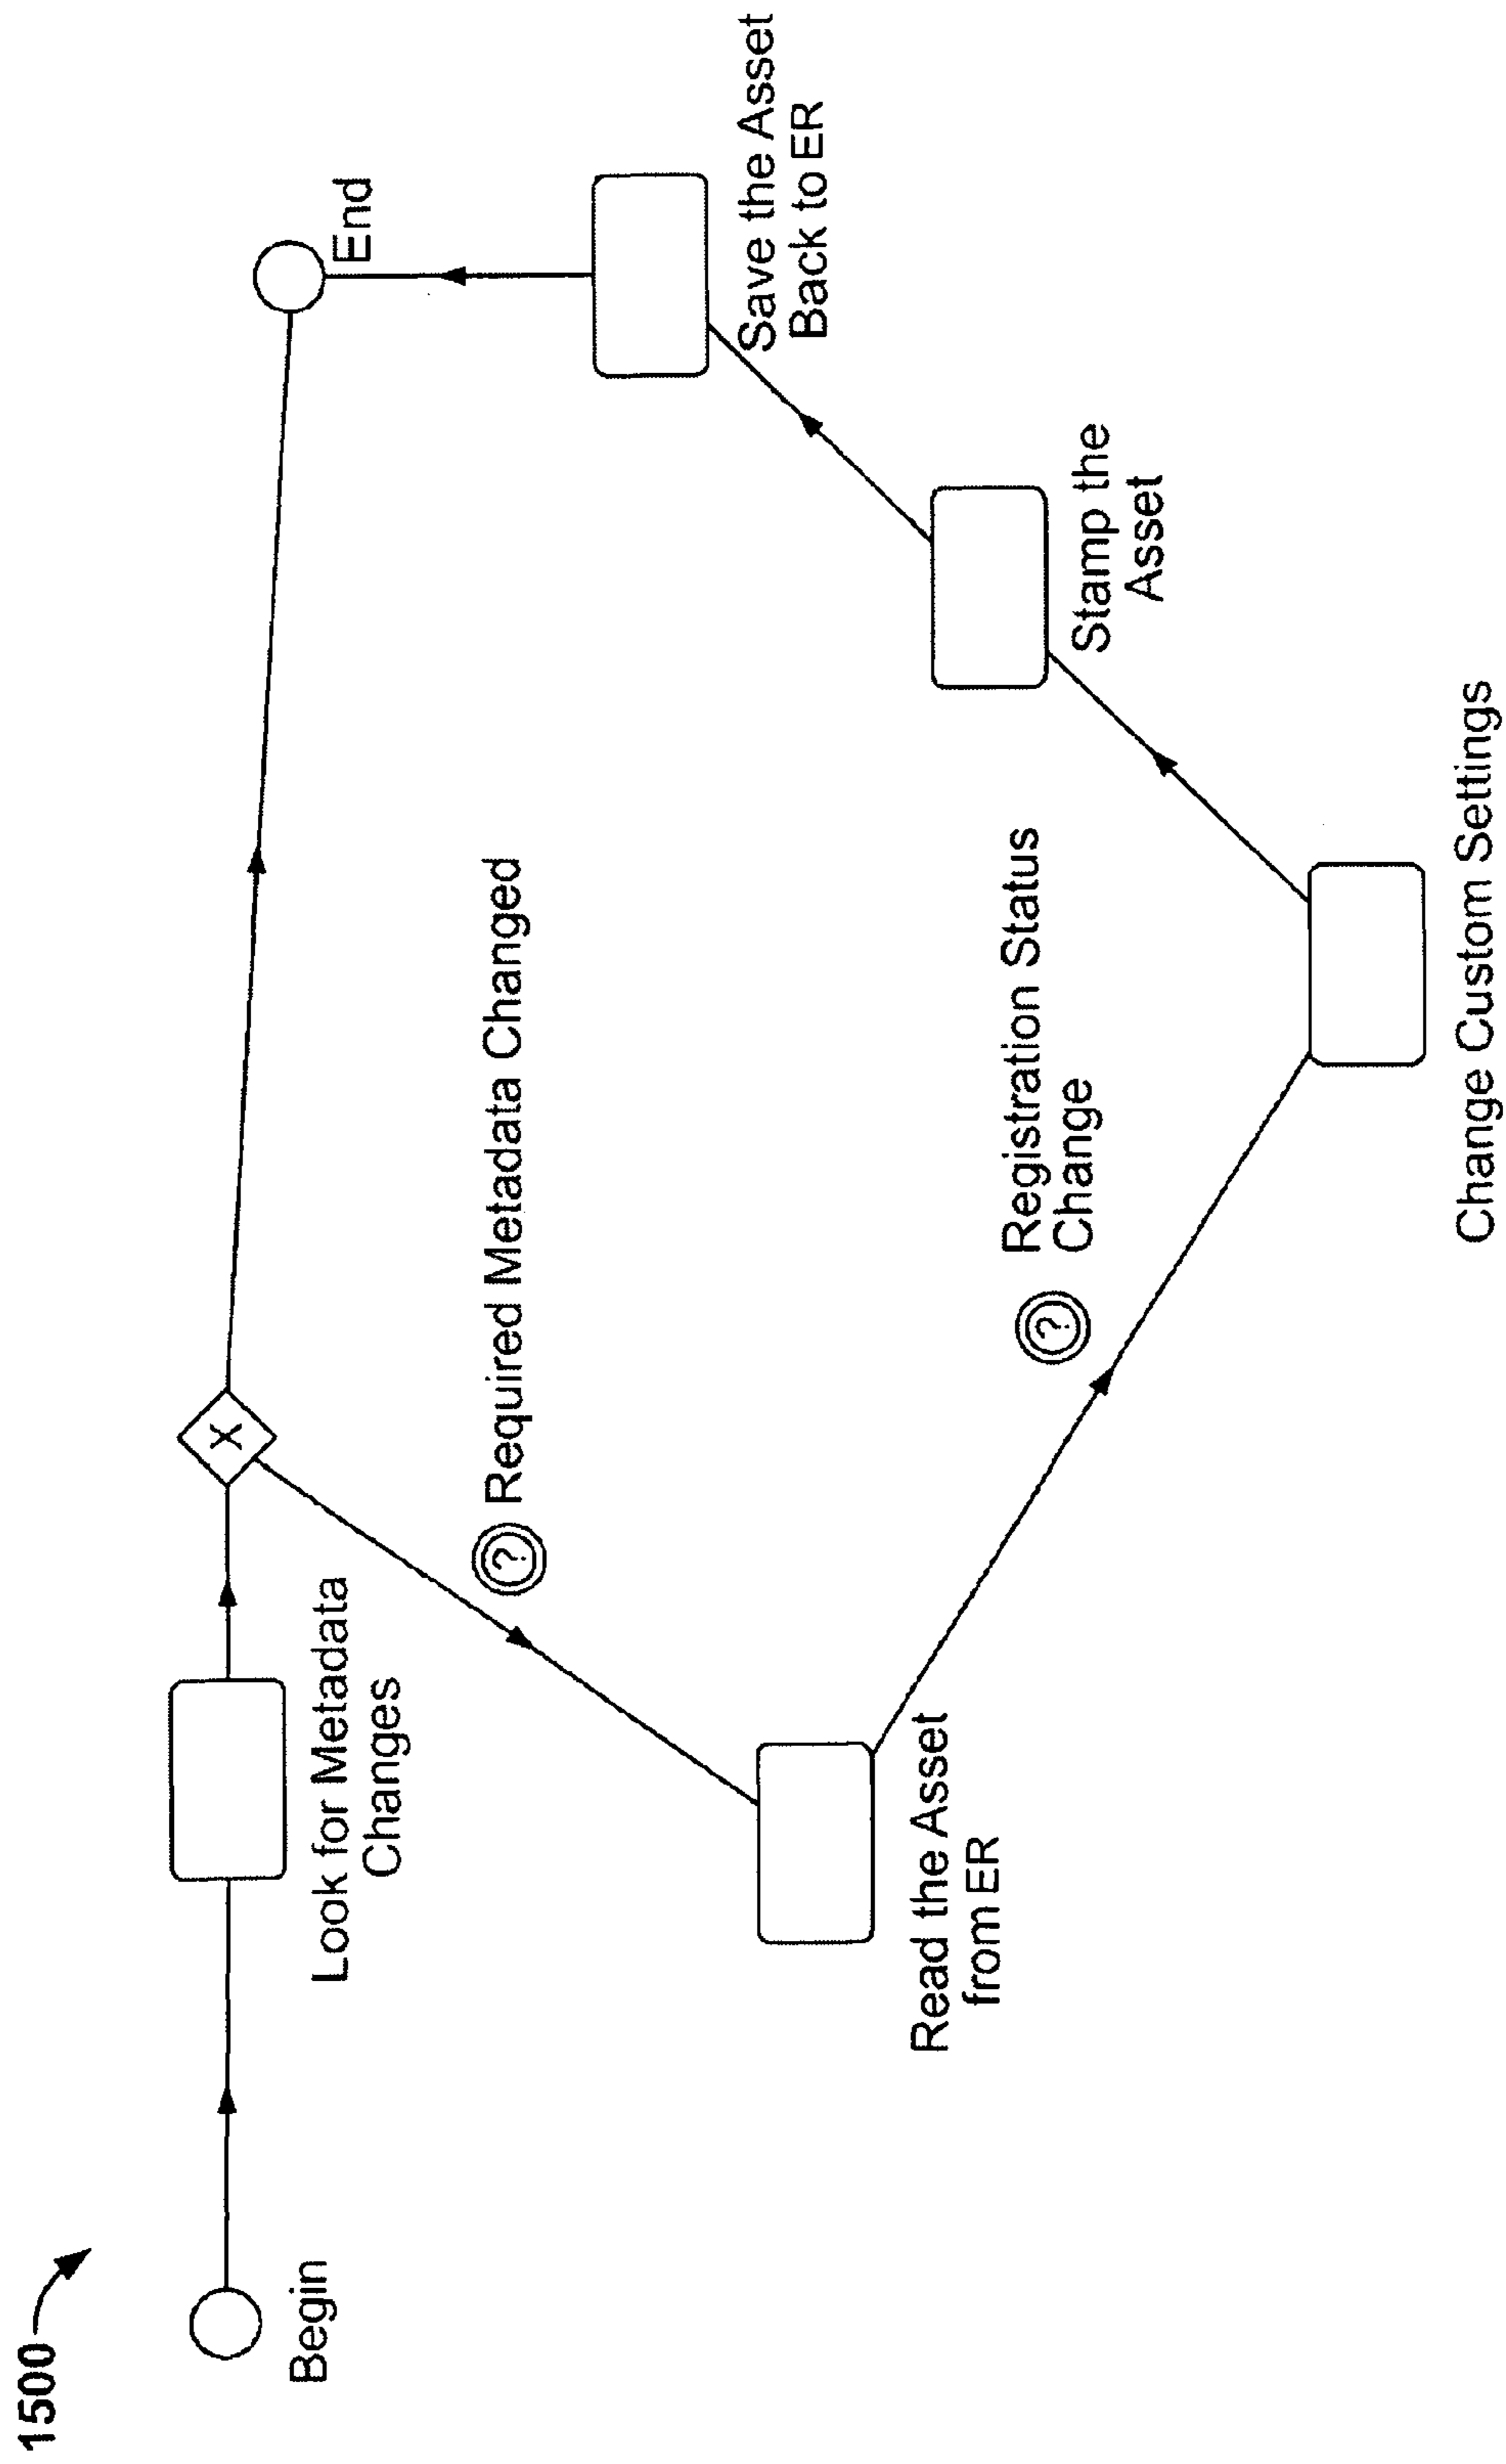 1500
Begin
Look for Metadata
Changes
X
End
? Required Metadata Changed
Read the Asset
from ER
? Registration Status
Change
Change Custom Settings
Stamp the
Asset
Save the Asset
Back to ER